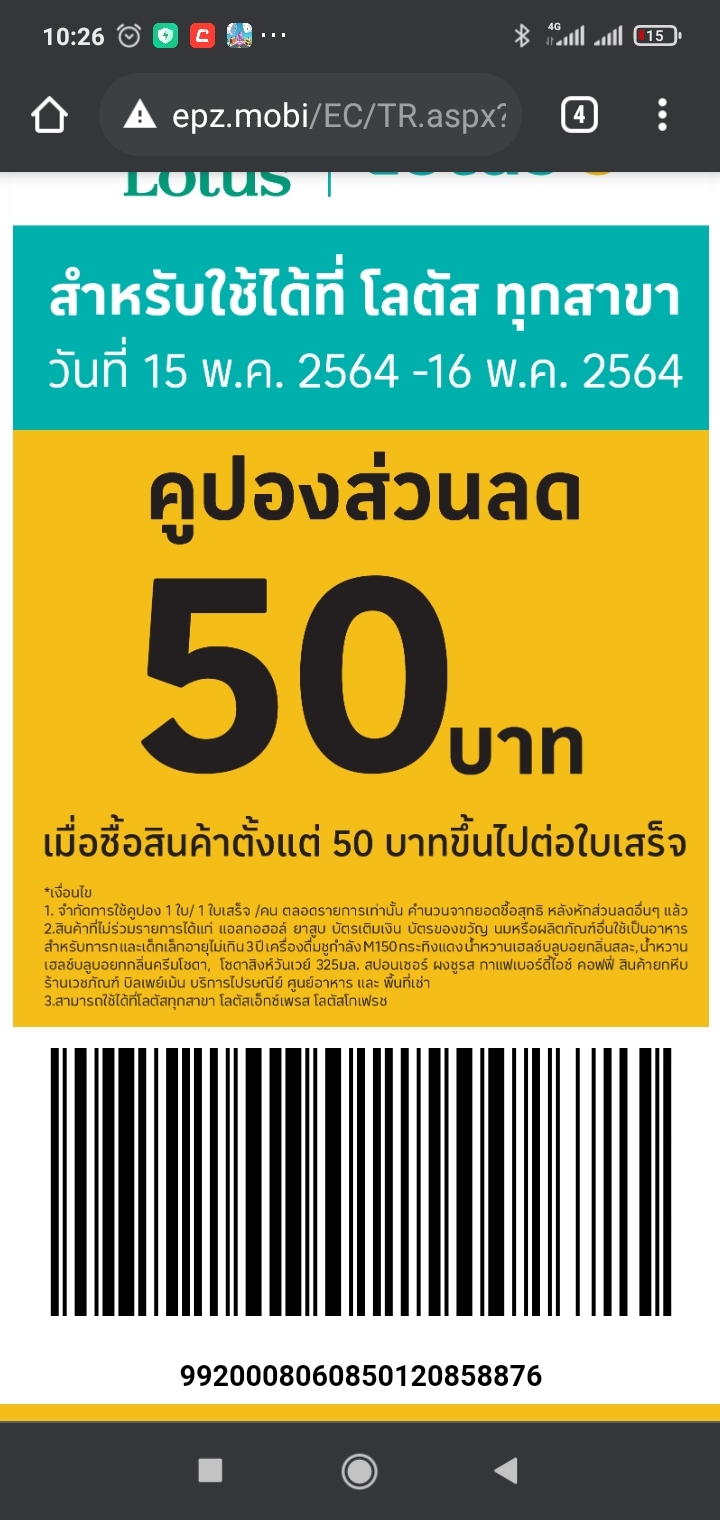 10:26
4G
15
epz.mobi/EC/TR.aspx?
4
Lotus
สำหรับใช้ได้ที่ โลตัส ทุกสาขา
วันที่ 15 พ.ค. 2564 -16 พ.ค. 2564
คูปองส่วนลด
50 บาท
เมื่อซื้อสินค้าตั้งแต่ 50 บาทขึ้นไปต่อใบเสร็จ
*เงื่อนไข
1. จำกัดการใช้คูปอง 1 ใบ/ 1 ใบเสร็จ /คน ตลอดรายการเท่านั้น คำนวนจากยอดซื้อสุทธิ หลังหักส่วนลดอื่นๆ แล้ว
2.สินค้าที่ไม่ร่วมรายการได้แก่ แอลกอฮอล์ ยาสูบ บัตรเติมเงิน บัตรของขวัญ นมหรือผลิตภัณฑ์อื่นใช้เป็นอาหาร
สำหรับทารก และเด็กเล็กอายุไม่เกิน 3 ปี เครื่องดื่มชูกำลัง M150 กระทิงแดง น้ำหวานเฮลซ์บลูบอยกลิ่นสละ,น้ำหวาน
เฮลซ์บลูบอยกกลิ่นครีมโซดา, โซดาสิงห์วันเวย์ 325มล. สปอนเซอร์ ผงชูรส กาแฟเบอร์ดี้ไอซ์ คอฟฟี่ สินค้ายกหีบ
ร้านเวชภัณฑ์ บิลเพย์เม้น บริการไปรษณีย์ ศูนย์อาหาร และ พื้นที่เช่า
3.สามารถใช้ได้ที่โลตัสทุกสาขา โลตัสเอ็กซ์เพรส โลตัสโกเฟรช
9920008060850120858876